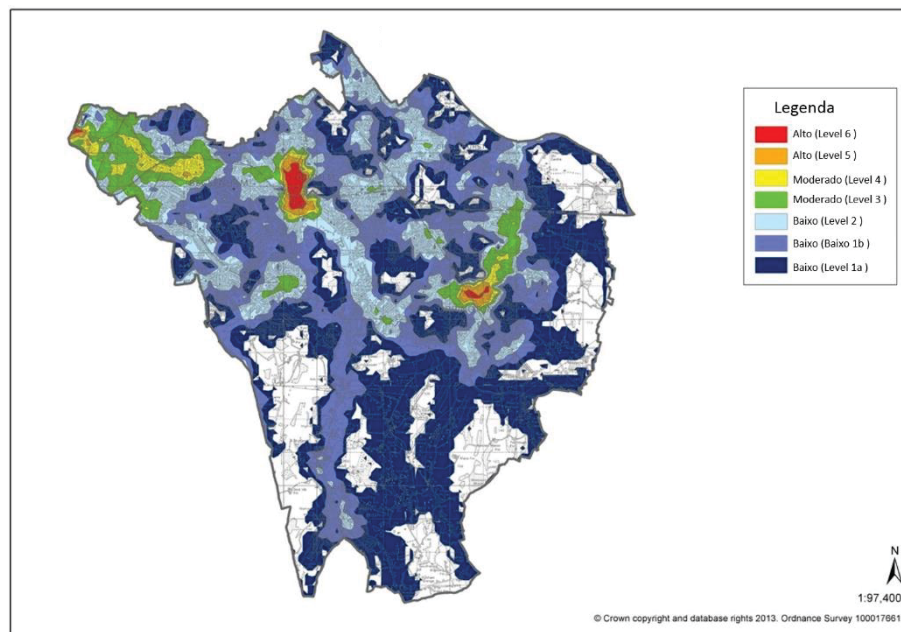 Legenda
Alto (Level 6 )
Alto (Level 5 )
Moderado (Level 4 )
Moderado (Level 3 )
Baixo (Level 2 )
Baixo (Baixo 1b )
Baixo (Level 1a )
N
1:97,400
© Crown copyright and database rights 2013. Ordnance Survey 100017661